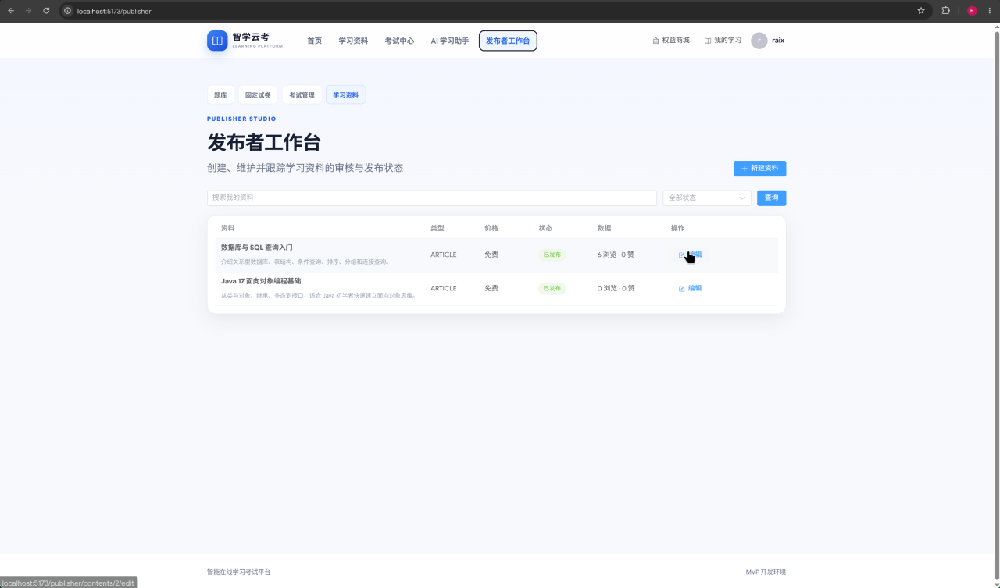 localhost:5173/publisher
R
智学云考
LEARNING PLATFORM
首页
学习资料
考试中心
AI 学习助手
发布者工作台
权益商城
我的学习
r
raix
题库
固定试卷
考试管理
学习资料
PUBLISHER STUDIO
发布者工作台
创建、维护并跟踪学习资料的审核与发布状态
新建资料
搜索我的资料
全部状态
查询
资料 类型 价格 状态 数据 操作
数据库与 SQL 查询入门
介绍关系型数据库、表结构、条件查询、排序、分组和连接查询。
ARTICLE 免费 已发布 6 浏览 · 0 赞
辑
Java 17 面向对象编程基础
从类与对象、继承、多态到接口，适合 Java 初学者快速建立面向对象思维。
ARTICLE 免费 已发布 0 浏览 · 0 赞 编辑
智能在线学习考试平台
MVP 开发环境
localhost:5173/publisher/contents/2/edit